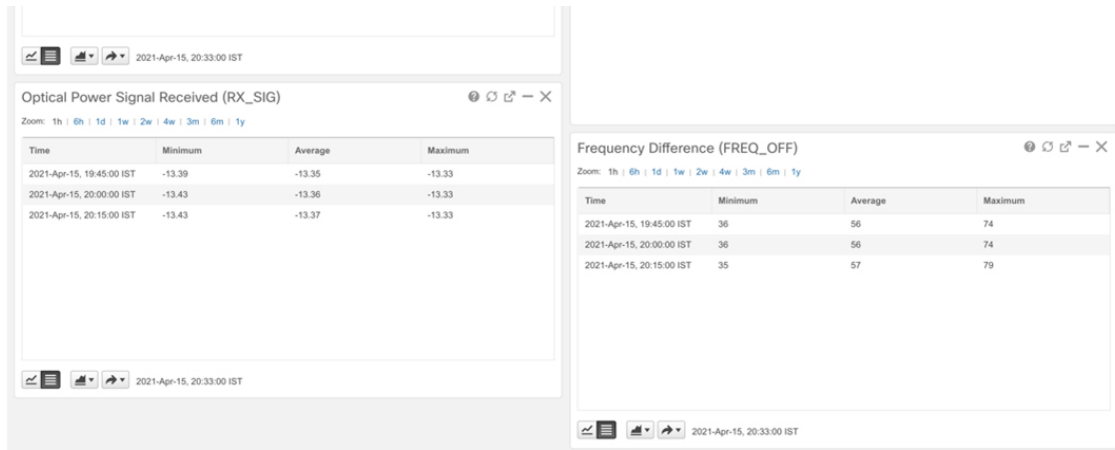 2021-Apr-15, 20:33:00 IST
Optical Power Signal Received (RX_SIG)
Zoom: 1h | 6h | 1d | 1w | 2w | 4w | 3m | 6m | 1y
Time Minimum Average Maximum
2021-Apr-15, 19:45:00 IST -13.39 -13.35 -13.33
2021-Apr-15, 20:00:00 IST -13.43 -13.36 -13.33
2021-Apr-15, 20:15:00 IST -13.43 -13.37 -13.33
2021-Apr-15, 20:33:00 IST
Frequency Difference (FREQ_OFF)
Zoom: 1h | 6h | 1d | 1w | 2w | 4w | 3m | 6m | 1y
Time Minimum Average Maximum
2021-Apr-15, 19:45:00 IST 36 56 74
2021-Apr-15, 20:00:00 IST 36 56 74
2021-Apr-15, 20:15:00 IST 35 57 79
2021-Apr-15, 20:33:00 IST